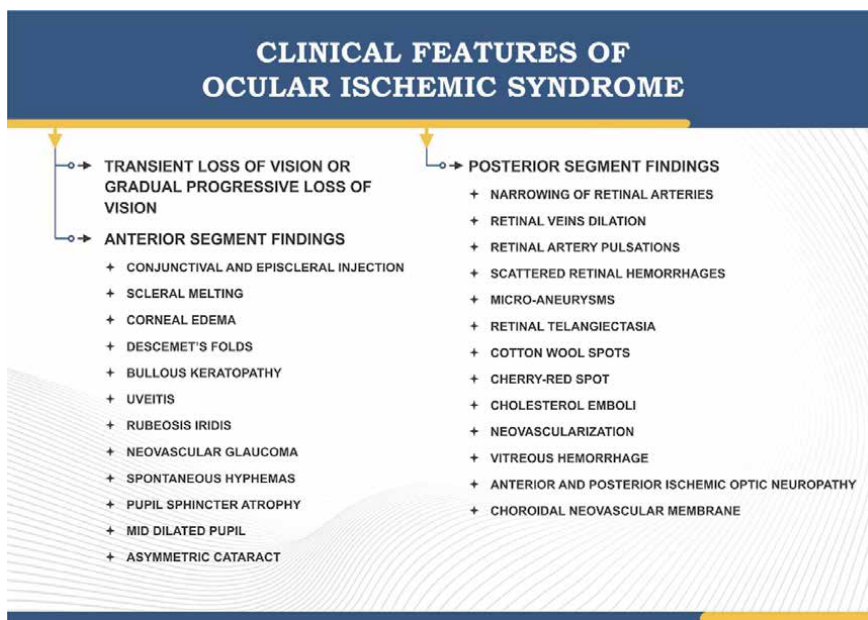 CLINICAL FEATURES OF
OCULAR ISCHEMIC SYNDROME
TRANSIENT LOSS OF VISION OR
GRADUAL PROGRESSIVE LOSS OF
VISION
ANTERIOR SEGMENT FINDINGS
CONJUNCTIVAL AND EPISCLERAL INJECTION
SCLERAL MELTING
CORNEAL EDEMA
DESCEMET'S FOLDS
BULLOUS KERATOPATHY
UVEITIS
RUBEOSIS IRIDIS
NEOVASCULAR GLAUCOMA
SPONTANEOUS HYPHEMAS
PUPIL SPHINCTER ATROPHY
MID DILATED PUPIL
ASYMMETRIC CATARACT
POSTERIOR SEGMENT FINDINGS
NARROWING OF RETINAL ARTERIES
RETINAL VEINS DILATION
RETINAL ARTERY PULSATIONS
SCATTERED RETINAL HEMORRHAGES
MICRO-ANEURYSMS
RETINAL TELANGIECTASIA
COTTON WOOL SPOTS
CHERRY-RED SPOT
CHOLESTEROL EMBOLI
NEOVASCULARIZATION
VITREOUS HEMORRHAGE
ANTERIOR AND POSTERIOR ISCHEMIC OPTIC NEUROPATHY
CHOROIDAL NEOVASCULAR MEMBRANE